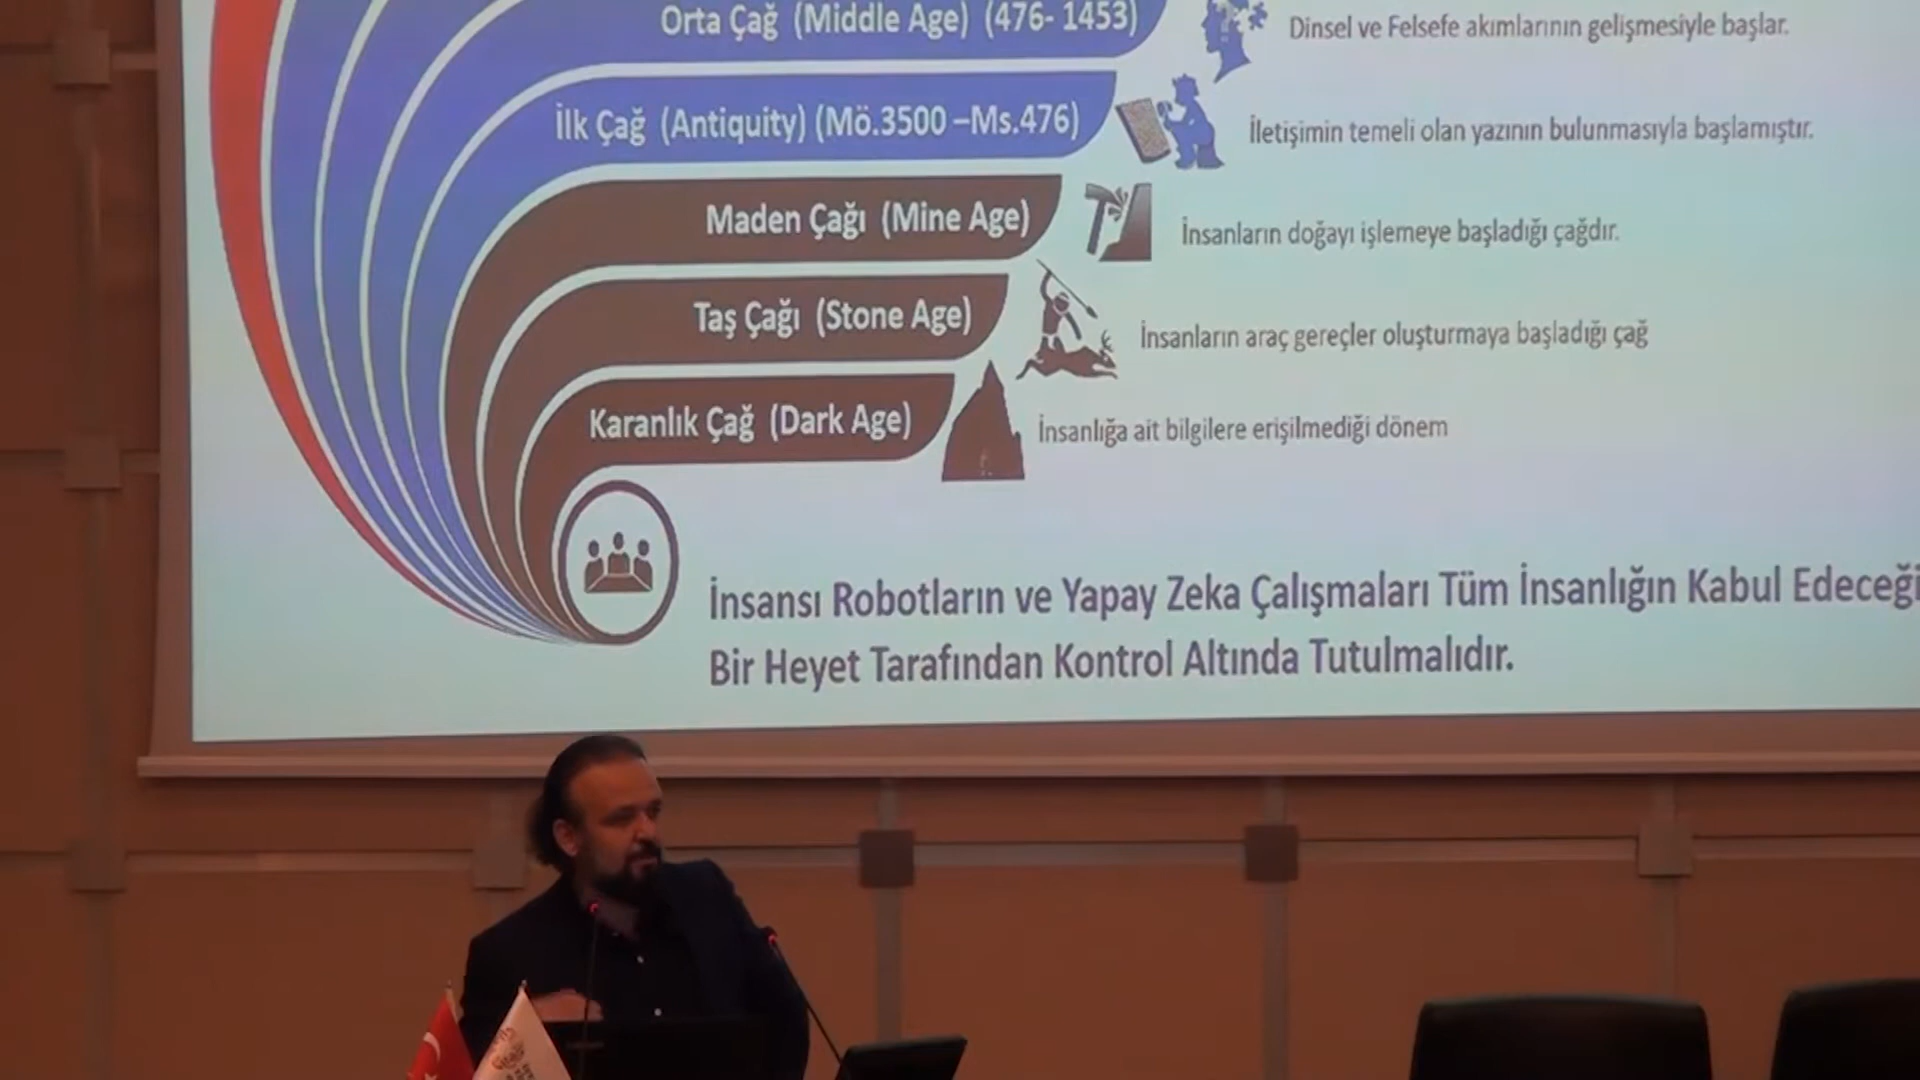 Orta Çağ (Middle Age) (476- 1453)
Dinsel ve Felsefe akımlarının gelişmesiyle başlar.
İlk Çağ (Antiquity) (Mö.3500 –Ms.476)
İletişimin temeli olan yazının bulunmasıyla başlamıştır.
Maden Çağı (Mine Age)
İnsanların doğayı işlemeye başladığı çağdır.
Taş Çağı (Stone Age)
İnsanların araç gereçler oluşturmaya başladığı çağ
Karanlık Çağ (Dark Age)
İnsanlığa ait bilgilere erişilmediği dönem
İnsansı Robotların ve Yapay Zeka Çalışmaları Tüm İnsanlığın Kabul Edeceği
Bir Heyet Tarafından Kontrol Altında Tutulmalıdır.